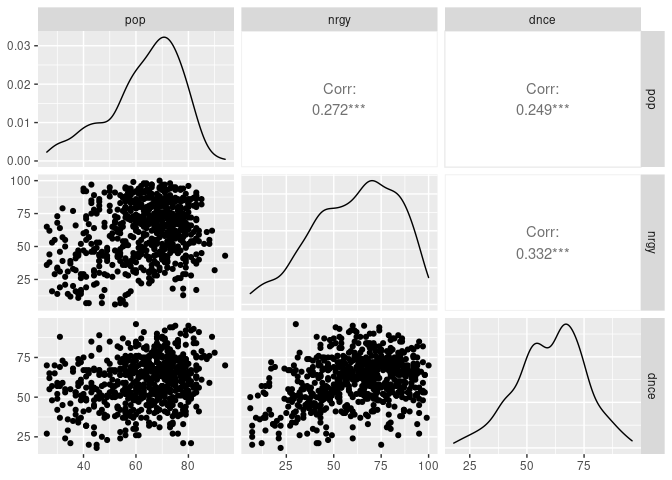 pop nrgy dnce
0.03
0.02
0.01
0.00
Corr:
0.272***
Corr:
0.249***
pop
100
75
50
25
Corr:
0.332***
nrgy
75
50
25
dnce
40 60 80 25 50 75 100 25 50 75